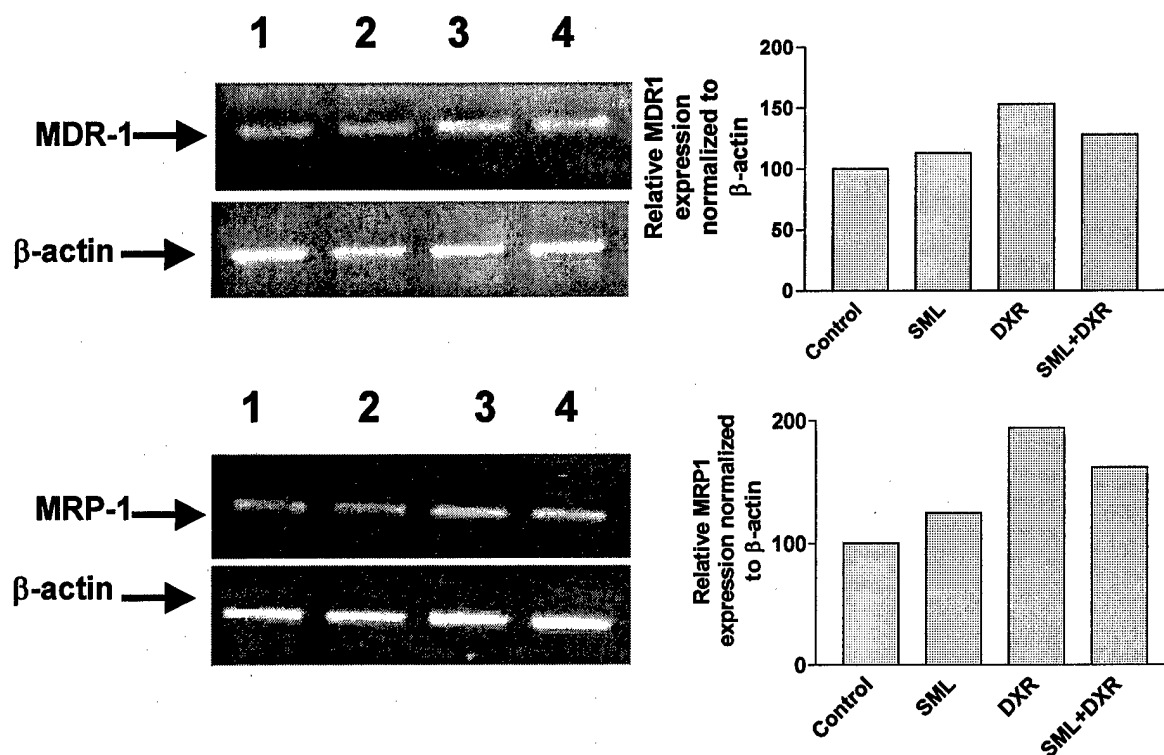 1 2 3 4
MDR-1
β-actin
Relative MDR1
expression
normalized to
β-actin
200
150
100
50
0
Control
SML
DXR
SML+DXR
1 2 3 4
MRP-1
β-actin
Relative MRP1
expression normalized
to β-actin
200
100
0
Control
SML
DXR
SML+DXR